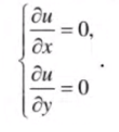 ∂u/∂x = 0,
∂u/∂y = 0
.